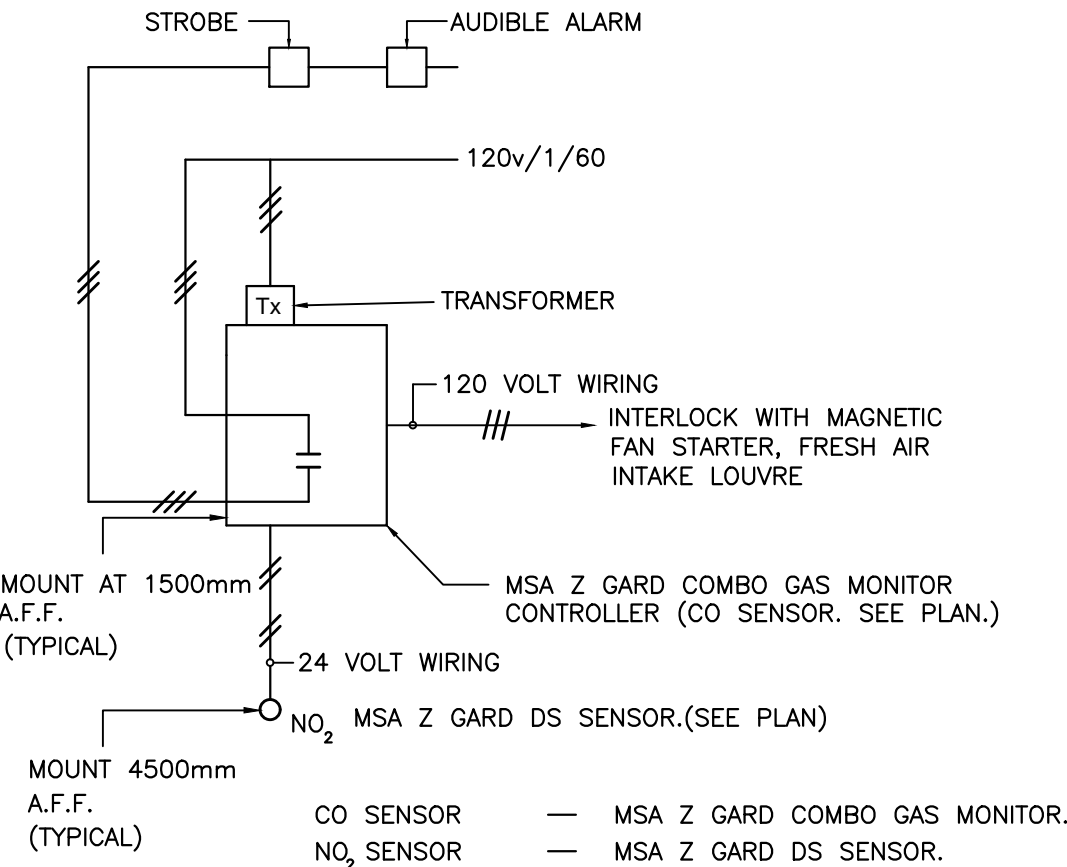 STROBE
AUDIBLE ALARM
120v/1/60
Tx
TRANSFORMER
120 VOLT WIRING
INTERLOCK WITH MAGNETIC
FAN STARTER, FRESH AIR
INTAKE LOUVRE
MOUNT AT 1500mm
A.F.F.
(TYPICAL)
MSA Z GARD COMBO GAS MONITOR
CONTROLLER (CO SENSOR. SEE PLAN.)
24 VOLT WIRING
NO₂ MSA Z GARD DS SENSOR.(SEE PLAN)
MOUNT 4500mm
A.F.F.
(TYPICAL)
CO SENSOR — MSA Z GARD COMBO GAS MONITOR.
NO₂ SENSOR — MSA Z GARD DS SENSOR.